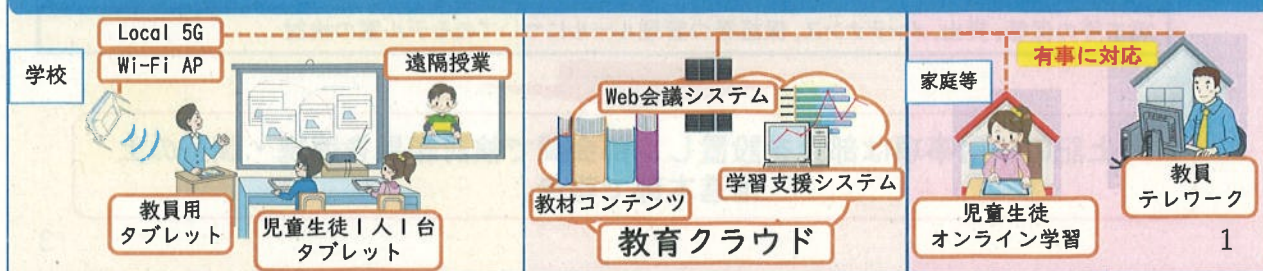 学校
Local 5G
Wi-Fi AP
遠隔授業
教員用
タブレット
児童生徒1人1台
タブレット
Web会議システム
教材コンテンツ
学習支援システム
教育クラウド
家庭等
有事に対応
児童生徒
オンライン学習
教員
テレワーク
1